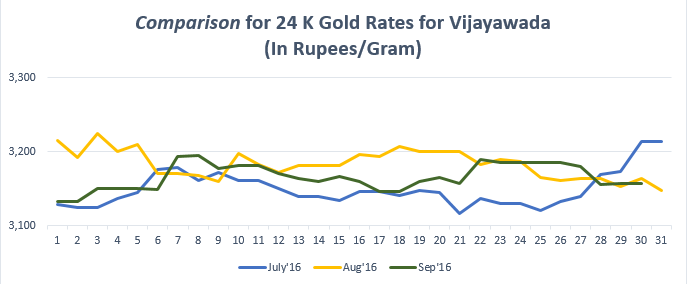 Comparison for 24 K Gold Rates for Vijayawada
(In Rupees/Gram)
3,300
3,200
3,100
1 2 3 4 5 6 7 8 9 10 11 12 13 14 15 16 17 18 19 20 21 22 23 24 25 26 27 28 29 30 31
July'16 Aug'16 Sep'16